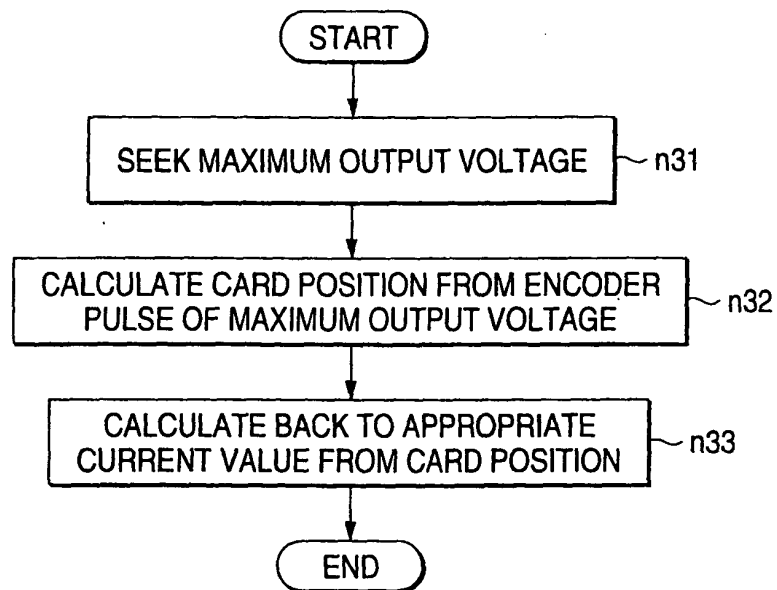 START
SEEK MAXIMUM OUTPUT VOLTAGE
n31
CALCULATE CARD POSITION FROM ENCODER
PULSE OF MAXIMUM OUTPUT VOLTAGE
n32
CALCULATE BACK TO APPROPRIATE
CURRENT VALUE FROM CARD POSITION
n33
END